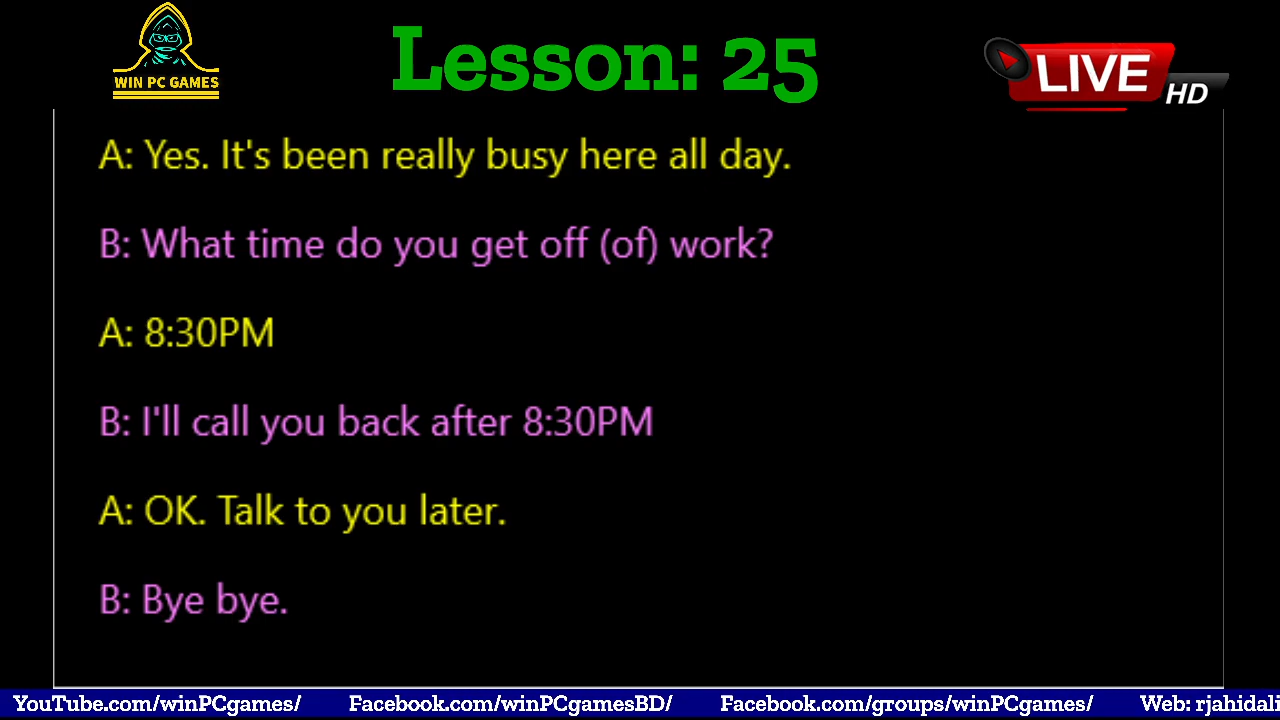 WIN PC GAMES
Lesson: 25
LIVE
HD
A: Yes. It's been really busy here all day.
B: What time do you get off (of) work?
A: 8:30PM
B: I'll call you back after 8:30PM
A: OK. Talk to you later.
B: Bye bye.
YouTube.com/winPCgames/ Facebook.com/winPCgamesBD/ Facebook.com/groups/winPCgames/ Web: rjahidali